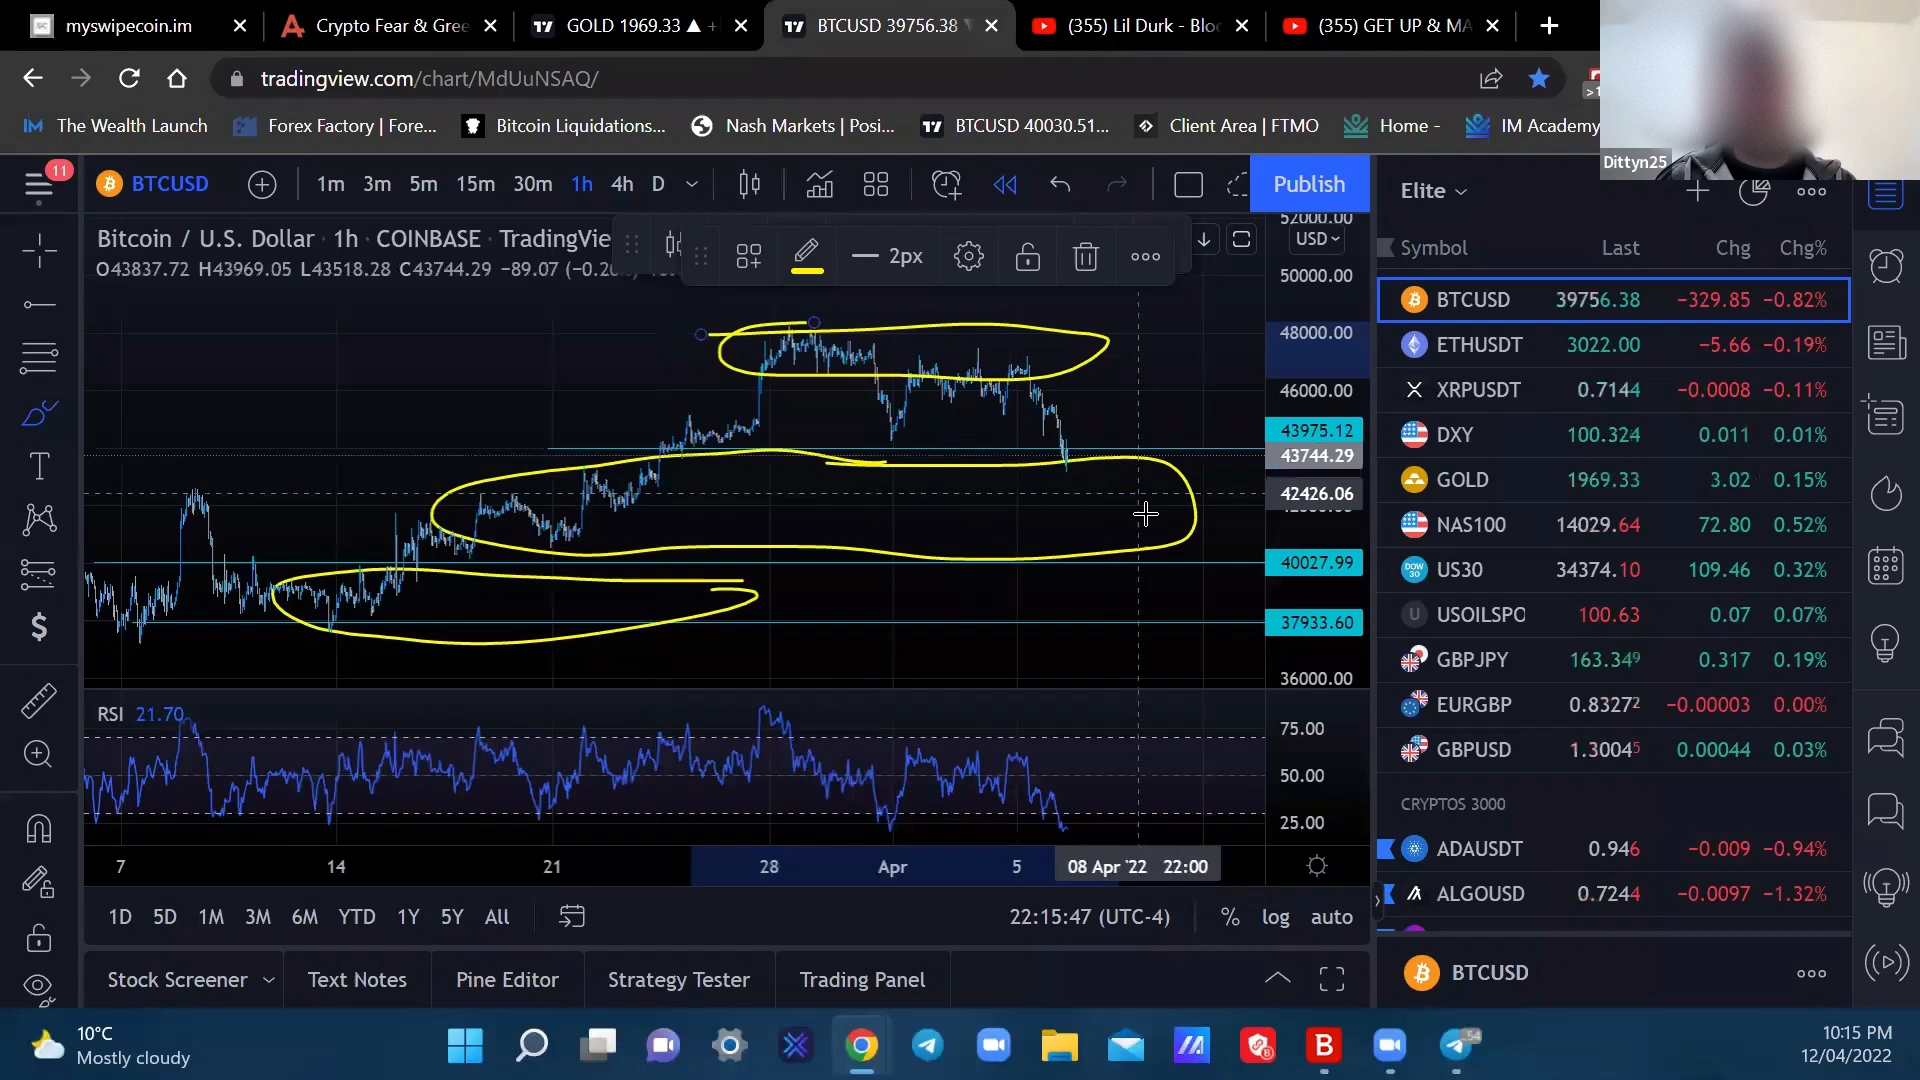 myswipecoin.im
Crypto Fear & Gree
GOLD 1969.33 ▲ +
BTCUSD 39756.38
(355) Lil Durk - Blo
(355) GET UP & MA
tradingview.com/chart/MdUuNSAQ/
The Wealth Launch
Forex Factory | Fore...
Bitcoin Liquidations...
Nash Markets | Posi...
BTCUSD 40030.51...
Client Area | FTMO
Home -
IM Academy
Dittyn25
11
BTCUSD
1m 3m 5m 15m 30m 1h 4h D
Publish
Elite
Bitcoin / U.S. Dollar · 1h · COINBASE · TradingVie
O43837.72 H43969.05 L43518.28 C43744.29 −89.07
2px
USD
52000.00
50000.00
48000.00
46000.00
43975.12
43744.29
42426.06
40027.99
37933.60
36000.00
RSI 21.70
75.00
50.00
25.00
7 14 21 28 Apr 5 08 Apr '22 22:00
1D 5D 1M 3M 6M YTD 1Y 5Y All
22:15:47 (UTC-4)
% log auto
Stock Screener
Text Notes
Pine Editor
Strategy Tester
Trading Panel
Symbol Last Chg Chg%
BTCUSD 39756.38 −329.85 −0.82%
ETHUSDT 3022.00 −5.66 −0.19%
XRPUSDT 0.7144 −0.0008 −0.11%
DXY 100.324 0.011 0.01%
GOLD 1969.33 3.02 0.15%
NAS100 14029.64 72.80 0.52%
US30 34374.10 109.46 0.32%
USOILSPO 100.63 0.07 0.07%
GBPJPY 163.349 0.317 0.19%
EURGBP 0.83272 −0.00003 0.00%
GBPUSD 1.30045 0.00044 0.03%
CRYPTOS 3000
ADAUSDT 0.946 −0.009 −0.94%
ALGOUSD 0.7244 −0.0097 −1.32%
BTCUSD
10°C
Mostly cloudy
10:15 PM
12/04/2022